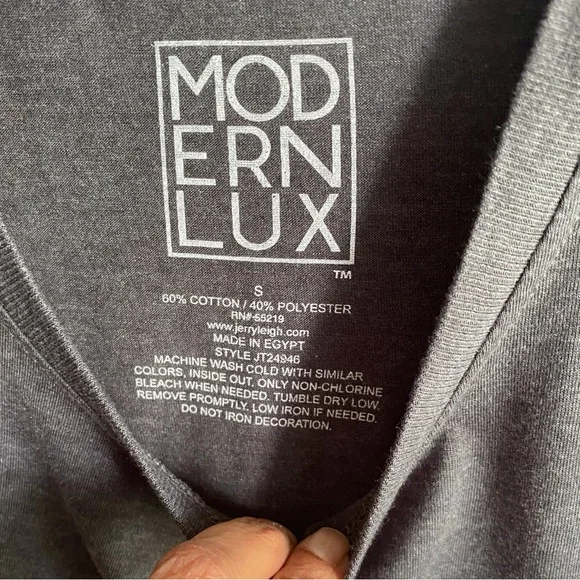 MOD
ERN
LUX
TM
S
60% COTTON / 40% POLYESTER
RN# 55219
www.jerryleigh.com
MADE IN EGYPT
STYLE JT24946
MACHINE WASH COLD WITH SIMILAR
COLORS, INSIDE OUT. ONLY NON-CHLORINE
BLEACH WHEN NEEDED. TUMBLE DRY LOW.
REMOVE PROMPTLY. LOW IRON IF NEEDED.
DO NOT IRON DECORATION.